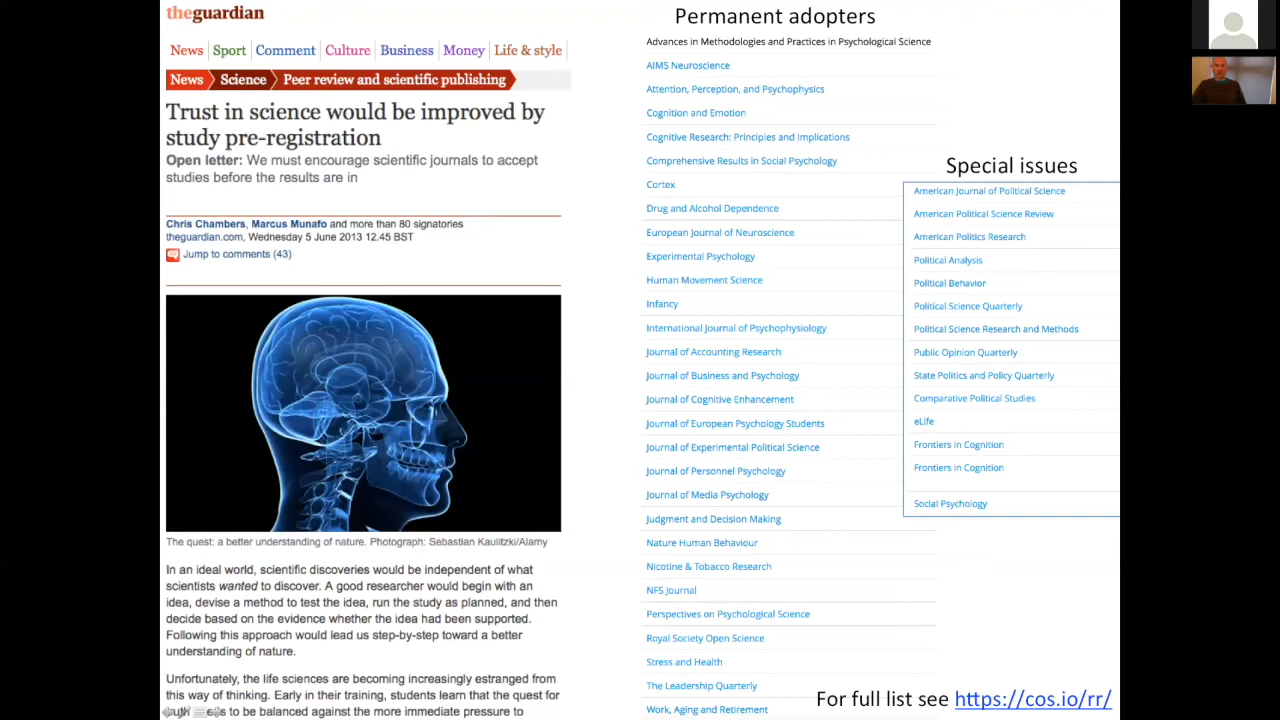 theguardian
News Sport Comment Culture Business Money Life & style
News Science Peer review and scientific publishing
Trust in science would be improved by
study pre-registration
Open letter: We must encourage scientific journals to accept
studies before the results are in
Chris Chambers, Marcus Munafo and more than 80 signatories
theguardian.com, Wednesday 5 June 2013 12.45 BST
Jump to comments (43)
The quest: a better understanding of nature. Photograph: Sebastian Kaulitzki/Alamy
In an ideal world, scientific discoveries would be independent of what
scientists wanted to discover. A good researcher would begin with an
idea, devise a method to test the idea, run the study as planned, and then
decide based on the evidence whether the idea had been supported.
Following this approach would lead us step-by-step toward a better
understanding of nature.
Unfortunately, the life sciences are becoming increasingly estranged from
this way of thinking. Early in their training, students learn that the quest for
to be balanced against the more immediate pressure to
Permanent adopters
Advances in Methodologies and Practices in Psychological Science
AIMS Neuroscience
Attention, Perception, and Psychophysics
Cognition and Emotion
Cognitive Research: Principles and Implications
Comprehensive Results in Social Psychology
Cortex
Drug and Alcohol Dependence
European Journal of Neuroscience
Experimental Psychology
Human Movement Science
Infancy
International Journal of Psychophysiology
Journal of Accounting Research
Journal of Business and Psychology
Journal of Cognitive Enhancement
Journal of European Psychology Students
Journal of Experimental Political Science
Journal of Personnel Psychology
Journal of Media Psychology
Judgment and Decision Making
Nature Human Behaviour
Nicotine & Tobacco Research
NFS Journal
Perspectives on Psychological Science
Royal Society Open Science
Stress and Health
The Leadership Quarterly
Work, Aging and Retirement
Special issues
American Journal of Political Science
American Political Science Review
American Politics Research
Political Analysis
Political Behavior
Political Science Quarterly
Political Science Research and Methods
Public Opinion Quarterly
State Politics and Policy Quarterly
Comparative Political Studies
eLife
Frontiers in Cognition
Frontiers in Cognition
Social Psychology
For full list see https://cos.io/rr/